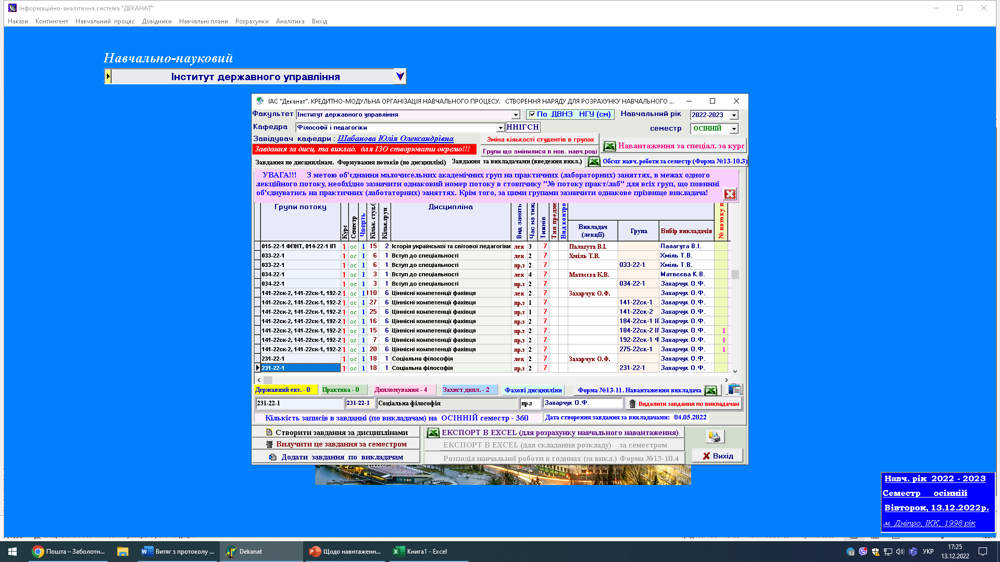 Інформаційно-аналітична система "ДЕКАНАТ"
Накази Контингент Навчальний процес Довідники Навчальні плани Розрахунки Аналітика Вихід
Навчально-науковий
Інститут державного управління
ІАС "Деканат". КРЕДИТНО-МОДУЛЬНА ОРГАНІЗАЦІЯ НАВЧАЛЬНОГО ПРОЦЕСУ. СТВОРЕННЯ НАРЯДУ ДЛЯ РОЗРАХУНКУ НАВЧАЛЬНОГО ...
Факультет Інститут державного управління По ДВНЗ НГУ (см) Навчальний рік 2022-2023
Кафедра Філософії і педагогіки ННІГСН семестр ОСІННІЙ
Завідувач кафедри : Шабанова Юлія Олександрівна Зміна кількості студентів в групах
Завдання за дисц. та виклад. для ІЗО створювати окремо!!! Групи що змінилися в нов. навч.році Навантаження за спеціал. за курс
Завдання по дисциплінам. Формування потоків (по дисципліні) Завдання за викладачами (введення викл.) Обсяг навч. роботи за семестр (Форма №13-10.3)
УВАГА!!! З метою об'єднання малочисельних академічних груп на практичних (лабораторних) заняттях, в межах одного
лекційного потоку, необхідно зазначити однаковий номер потоку в стовпчику "№ потоку практ/лаб" для всіх груп, що повинні
об'єднуватись на практичних (лаботаторних) заняттях. Крім того, за цими групами зазначити однакове прізвище викладача!
Групи потоку Курс Семестр Чверть Кільк. студ.( Кільк.груп Дисципліна Вид занять Час на тиж Тижнів Тип предме Вид контро Викладач (лекції) Група Вибір викладачів № потоку п
015-22-1 ФПНТ, 014-22-1 ІП 1 ос 1 15 2 Історія української та світової педагогіки лек 3 7 Палагута В.І. Палагута В.І.
033-22-1 1 ос 1 6 1 Вступ до спеціальності лек 2 7 Хміль Т.В. Хміль Т.В.
033-22-1 1 ос 1 6 1 Вступ до спеціальності пр.з 2 7 033-22-1 Хміль Т.В.
034-22-1 1 ос 1 3 1 Вступ до спеціальності лек 4 7 Матвєєва К.В. Матвєєва К.В.
034-22-1 1 ос 1 3 1 Вступ до спеціальності пр.з 2 7 034-22-1 Захарчук О.Ф.
141-22ск-2, 141-22ск-1, 192-2 1 ос 1 110 6 Ціннісні компетенції фахівця лек 2 7 Захарчук О.Ф. Захарчук О.Ф.
141-22ск-2, 141-22ск-1, 192-2 1 ос 1 27 6 Ціннісні компетенції фахівця пр.з 1 7 141-22ск-1 Захарчук О.Ф.
141-22ск-2, 141-22ск-1, 192-2 1 ос 1 25 6 Ціннісні компетенції фахівця пр.з 1 7 141-22ск-2 Захарчук О.Ф.
141-22ск-2, 141-22ск-1, 192-2 1 ос 1 16 6 Ціннісні компетенції фахівця пр.з 2 7 184-22ск-1 ІГ Захарчук О.Ф.
141-22ск-2, 141-22ск-1, 192-2 1 ос 1 15 6 Ціннісні компетенції фахівця пр.з 2 7 184-22ск-2 ІГ Захарчук О.Ф. 1
141-22ск-2, 141-22ск-1, 192-2 1 ос 1 7 6 Ціннісні компетенції фахівця пр.з 2 7 192-22ск-1 Ф Захарчук О.Ф. 1
141-22ск-2, 141-22ск-1, 192-2 1 ос 1 20 6 Ціннісні компетенції фахівця пр.з 2 7 275-22ск-1 Захарчук О.Ф. 1
231-22-1 1 ос 1 18 1 Соціальна філософія лек 2 7 Захарчук О.Ф. Захарчук О.Ф.
231-22-1 1 ос 1 18 1 Соціальна філософія пр.з 2 7 231-22-1 Захарчук О.Ф.
Державний екз. - 0 Практика - 0 Дипломування - 4 Захист дипл. - 2 Фахові дисципліни Форма №13-11. Навантаження викладача
231-22-1 231-22-1 Соціальна філософія пр.з Захарчук О.Ф. Видалити завдання по викладачам
Кількість записів в завданні (по викладачам) на ОСІННІЙ семестр - 360 Дата створення завдання за викладачами: 04.05.2022
Створити завдання за дисциплінами ЕКСПОРТ В EXCEL (для розрахунку навчального навантаження)
Вилучити це завдання за семестром ЕКСПОРТ В EXCEL (для складання розкладу) за семестром
Додати завдання по викладачам Розподіл навчальної роботи в годинах (за викл.) Форма №13-10.4 Вихід
Навч. рік 2022 - 2023
Семестр осінній
Вівторок, 13.12.2022р.
м. Дніпро, ІКК, 1998 рік
Пошта – Заболотн... Витяг з протоколу ... Dekanat Щодо навнтаженн... Книга1 - Excel 12 УКР 17:25
13.12.2022